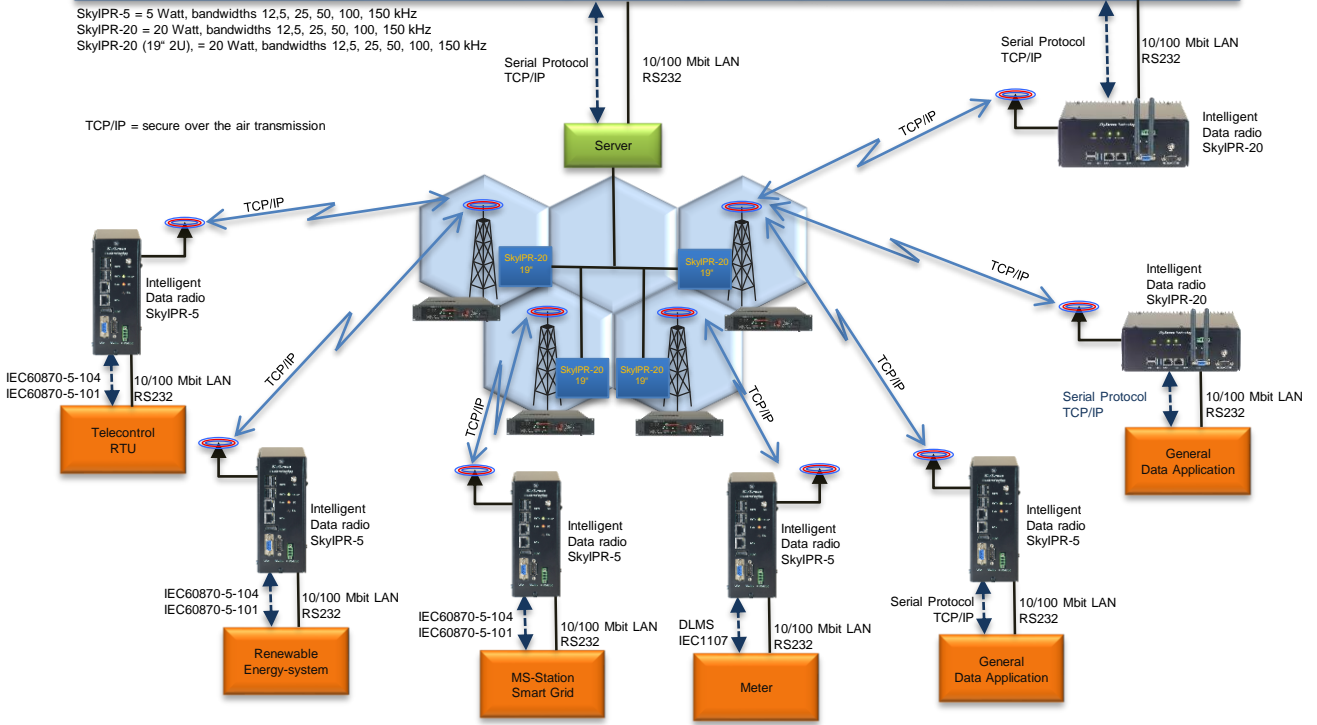 SkyIPR-5 = 5 Watt, bandwidths 12,5, 25, 50, 100, 150 kHz
SkyIPR-20 = 20 Watt, bandwidths 12,5, 25, 50, 100, 150 kHz
SkyIPR-20 (19“ 2U), = 20 Watt, bandwidths 12,5, 25, 50, 100, 150 kHz
Serial Protocol
TCP/IP
10/100 Mbit LAN
RS232
Serial Protocol
TCP/IP
10/100 Mbit LAN
RS232
TCP/IP = secure over the air transmission
Server
TCP/IP
Intelligent
Data radio
SkyIPR-20
TCP/IP
SkyIPR-20
19“
SkyIPR-20
19“
TCP/IP
Intelligent
Data radio
SkyIPR-5
Intelligent
Data radio
SkyIPR-20
TCP/IP
SkyIPR-20
19“
SkyIPR-20
19“
TCP/IP
IEC60870-5-104
IEC60870-5-101
10/100 Mbit LAN
RS232
TCP/IP
TCP/IP
Serial Protocol
TCP/IP
10/100 Mbit LAN
RS232
Telecontrol
RTU
General
Data Application
Intelligent
Data radio
SkyIPR-5
Intelligent
Data radio
SkyIPR-5
Intelligent
Data radio
SkyIPR-5
Intelligent
Data radio
SkyIPR-5
IEC60870-5-104
IEC60870-5-101
10/100 Mbit LAN
RS232
IEC60870-5-104
IEC60870-5-101
10/100 Mbit LAN
RS232
DLMS
IEC1107
10/100 Mbit LAN
RS232
Serial Protocol
TCP/IP
10/100 Mbit LAN
RS232
Renewable
Energy-system
MS-Station
Smart Grid
Meter
General
Data Application